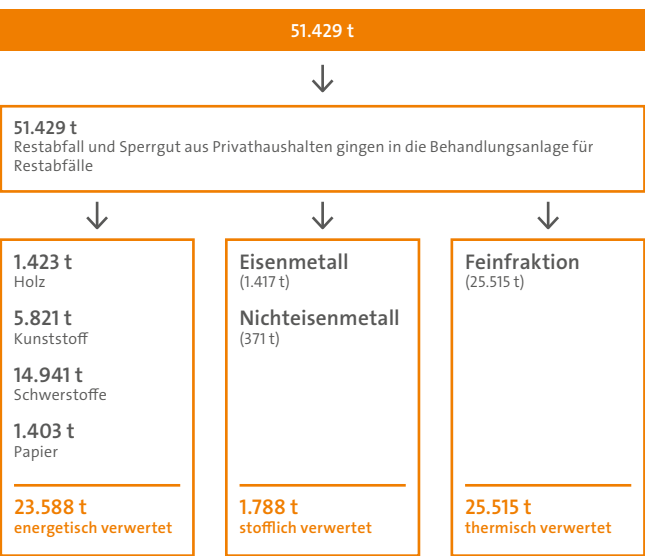 51.429 t
51.429 t
Restabfall und Sperrgut aus Privathaushalten gingen in die Behandlungsanlage für
Restabfälle
1.423 t
Holz
5.821 t
Kunststoff
14.941 t
Schwerstoffe
1.403 t
Papier
23.588 t
energetisch verwertet
Eisenmetall
(1.417 t)
Nichteisenmetall
(371 t)
1.788 t
stofflich verwertet
Feinfraktion
(25.515 t)
25.515 t
thermisch verwertet